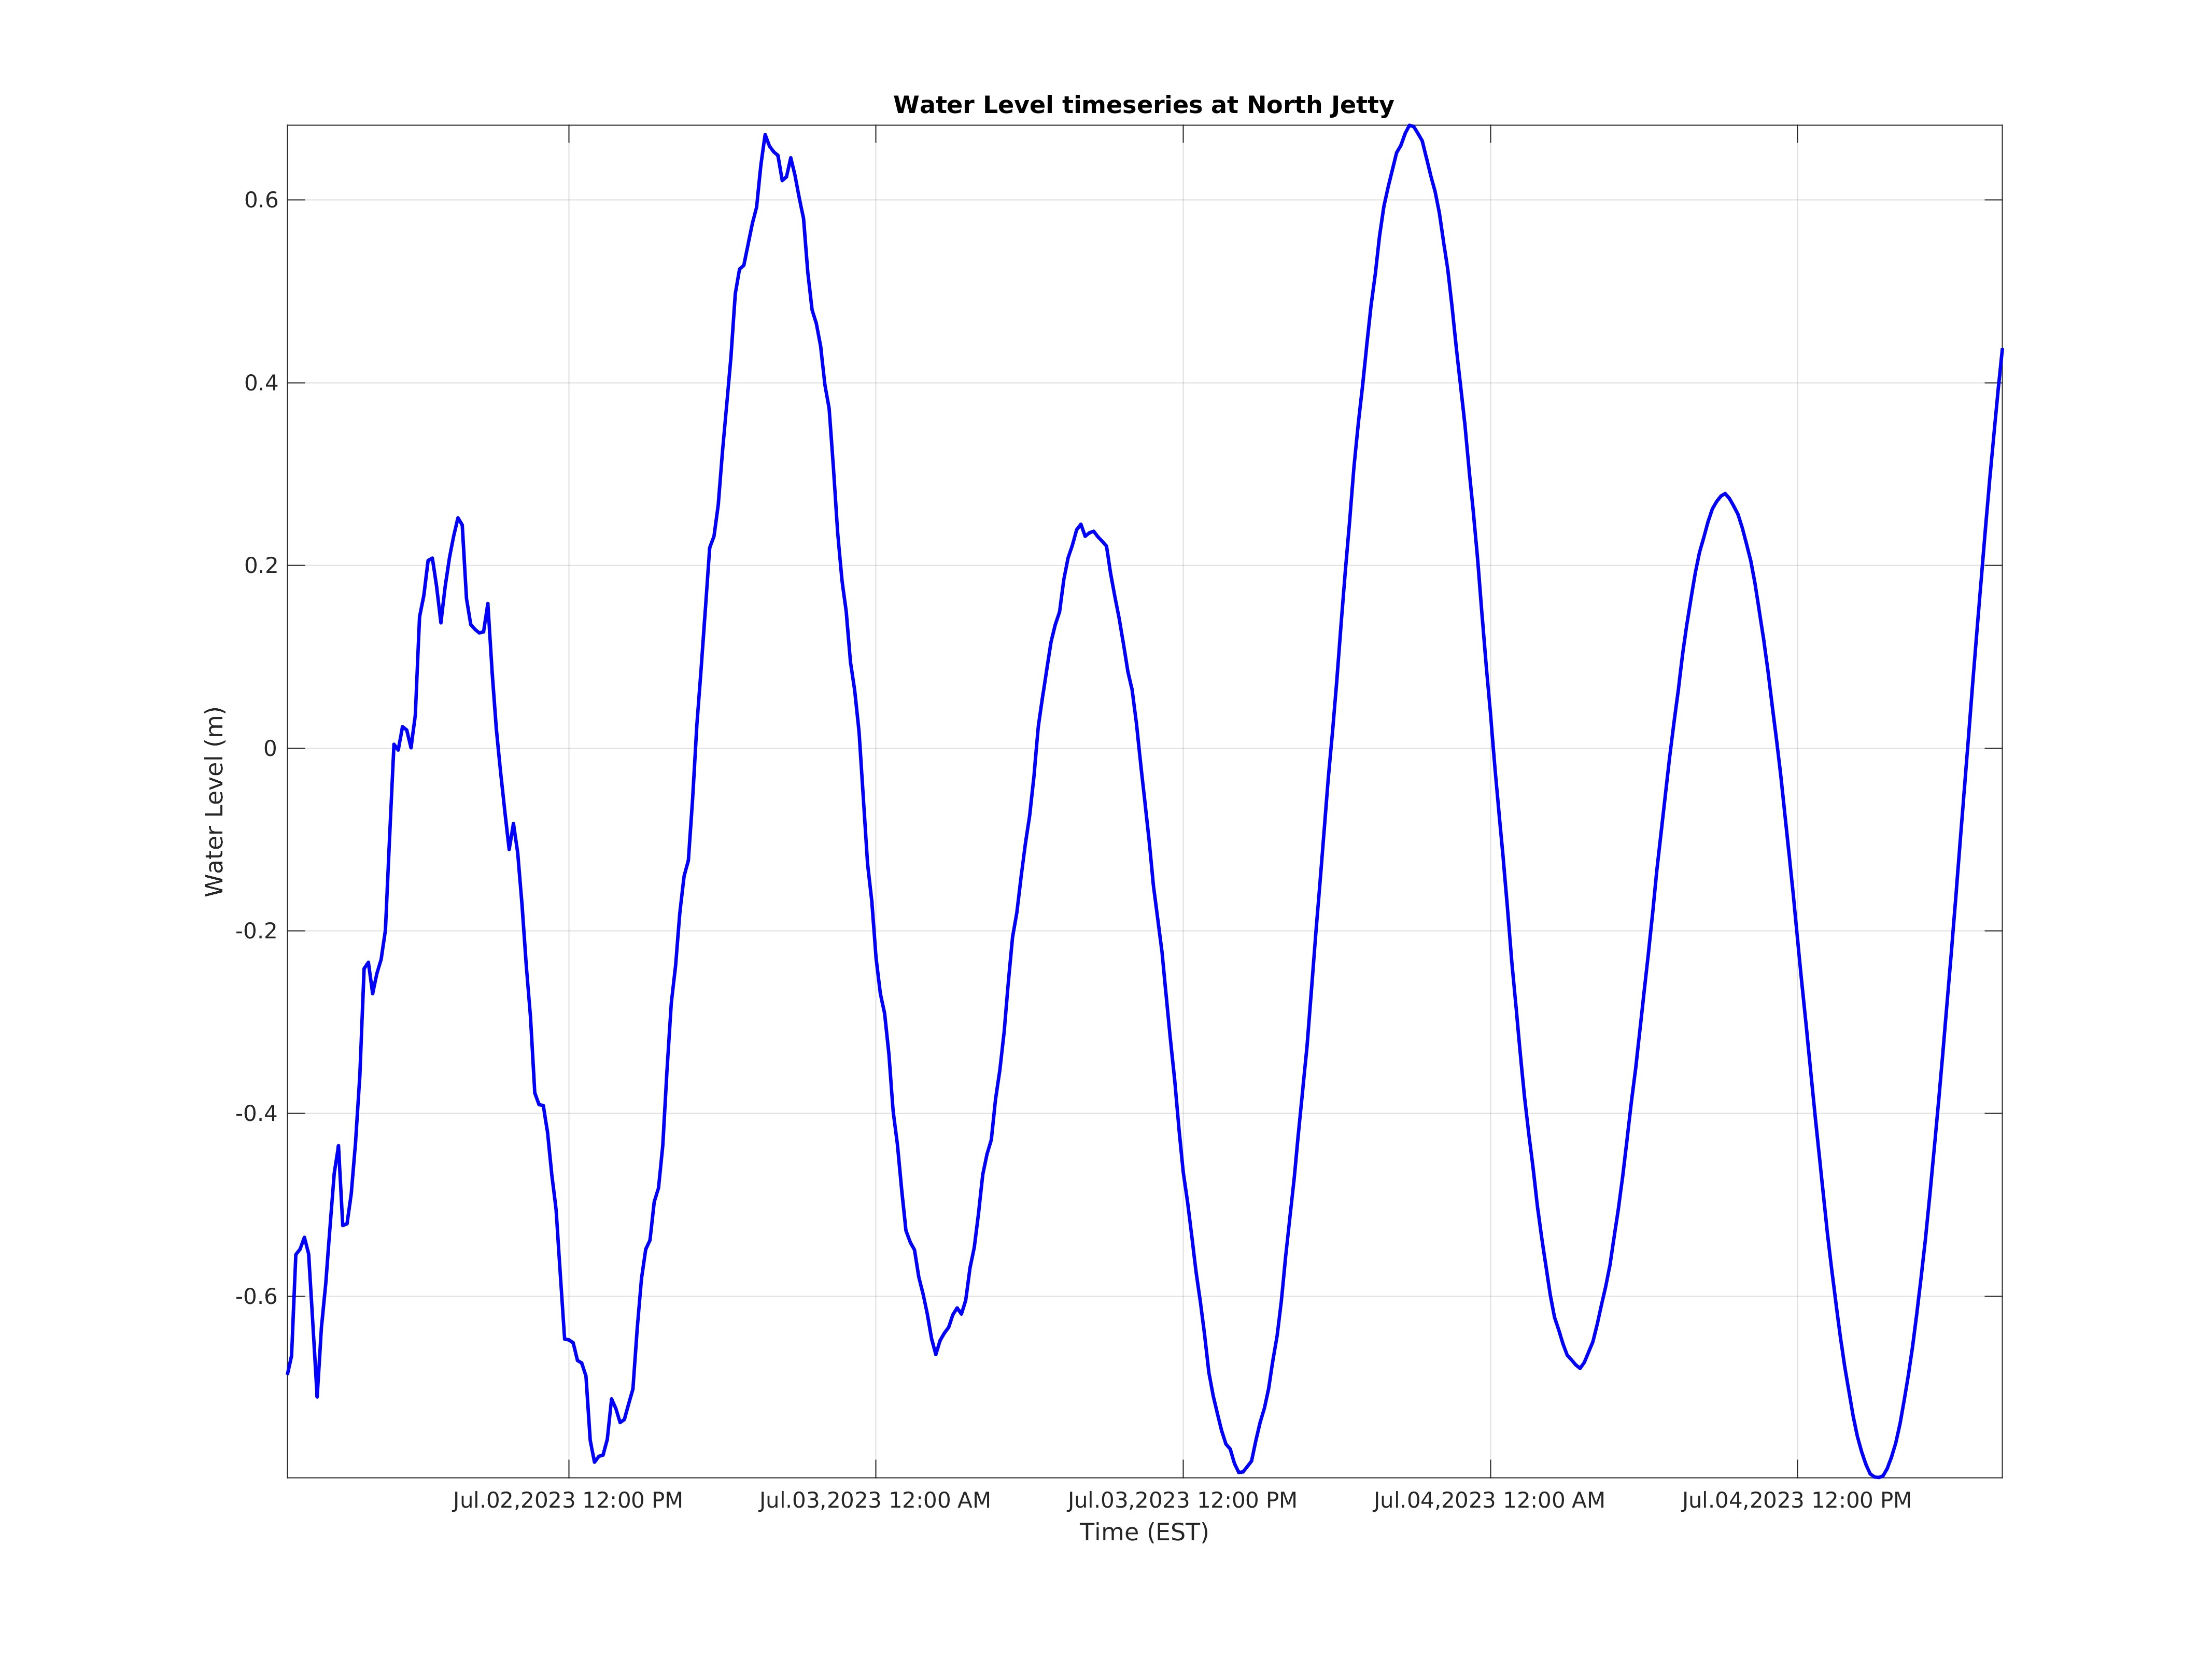 Water Level timeseries at North Jetty
0.6
0.4
0.2
0
-0.2
-0.4
-0.6
Water Level (m)
Jul.02,2023 12:00 PM
Jul.03,2023 12:00 AM
Jul.03,2023 12:00 PM
Jul.04,2023 12:00 AM
Jul.04,2023 12:00 PM
Time (EST)